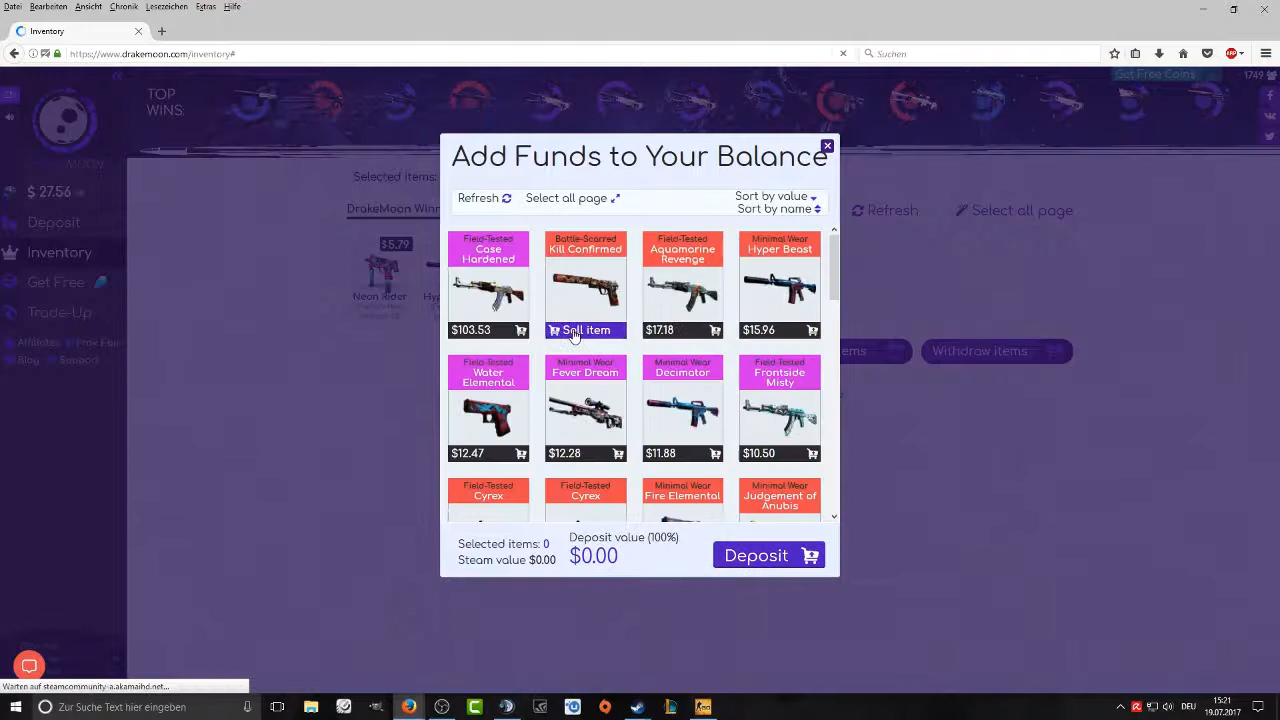 Datei Bearbeiten Ansicht Chronik Lesezeichen Extras Hilfe
Inventory
https://www.drakemoon.com/inventory#
Suchen
Get Free Coins
1749
TOP
WINS:
$ 27.56
Deposit
Inventory
Get Free
Trade-Up
Affiliates
Blog
Support
Selected items:
DrakeMoon
$5.79
Neon Rider
Refresh
Select all page
Withdraw items
Add Funds to Your Balance
Refresh
Select all page
Sort by value
Sort by name
Field-Tested
Case
Hardened
$103.53
Battle-Scarred
Kill Confirmed
Sell item
Field-Tested
Aquamarine
Revenge
$17.18
Minimal Wear
Hyper Beast
$15.96
Field-Tested
Water
Elemental
$12.47
Minimal Wear
Fever Dream
$12.28
Minimal Wear
Decimator
$11.88
Field-Tested
Frontside
Misty
$10.50
Field-Tested
Cyrex
Field-Tested
Cyrex
Minimal Wear
Fire Elemental
Minimal Wear
Judgement of
Anubis
Selected items: 0
Steam value $0.00
Deposit value (100%)
$0.00
Deposit
Warten auf steamcommunity-a.akamaihd.net...
Zur Suche Text hier eingeben
DEU
15:21
19.07.2017